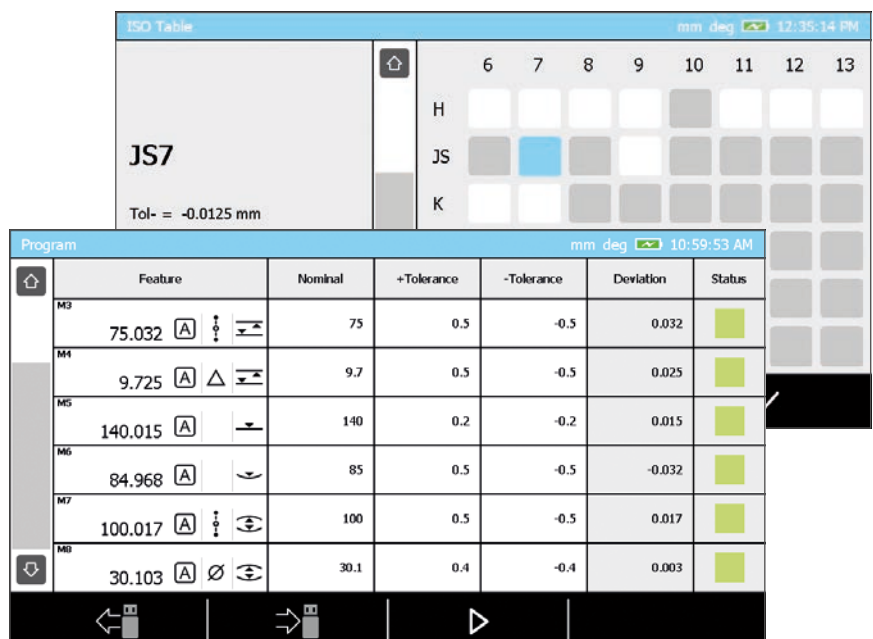 ISO Table mm deg 12:35:14 PM
6 7 8 9 10 11 12 13
H
JS7 JS
K
Tol- = -0.0125 mm
Program mm deg 10:59:53 AM
Feature Nominal +Tolerance -Tolerance Deviation Status
M3
75.032 A 75 0.5 -0.5 0.032
M4
9.725 A 9.7 0.5 -0.5 0.025
M5
140.015 A 140 0.2 -0.2 0.015
M6
84.968 A 85 0.5 -0.5 -0.032
M7
100.017 A 100 0.5 -0.5 0.017
M8
30.103 A Ø 30.1 0.4 -0.4 0.003